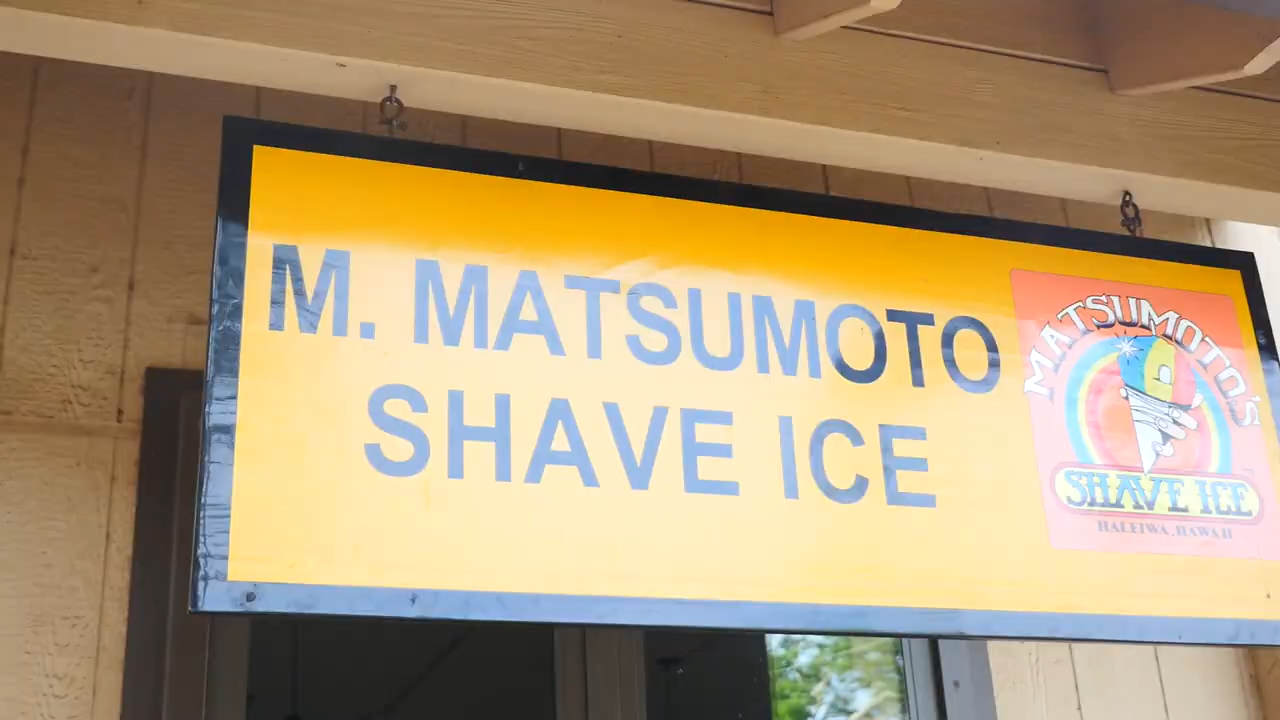 M. MATSUMOTO
SHAVE ICE
MATSUMOTO'S
SHAVE ICE
HALEIWA, HAWAII